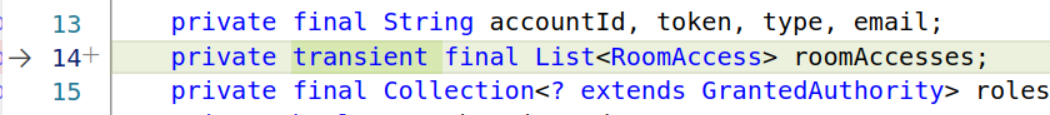 13 private final String accountId, token, type, email;
→ 14+ private transient final List<RoomAccess> roomAccesses;
15 private final Collection<? extends GrantedAuthority> roles